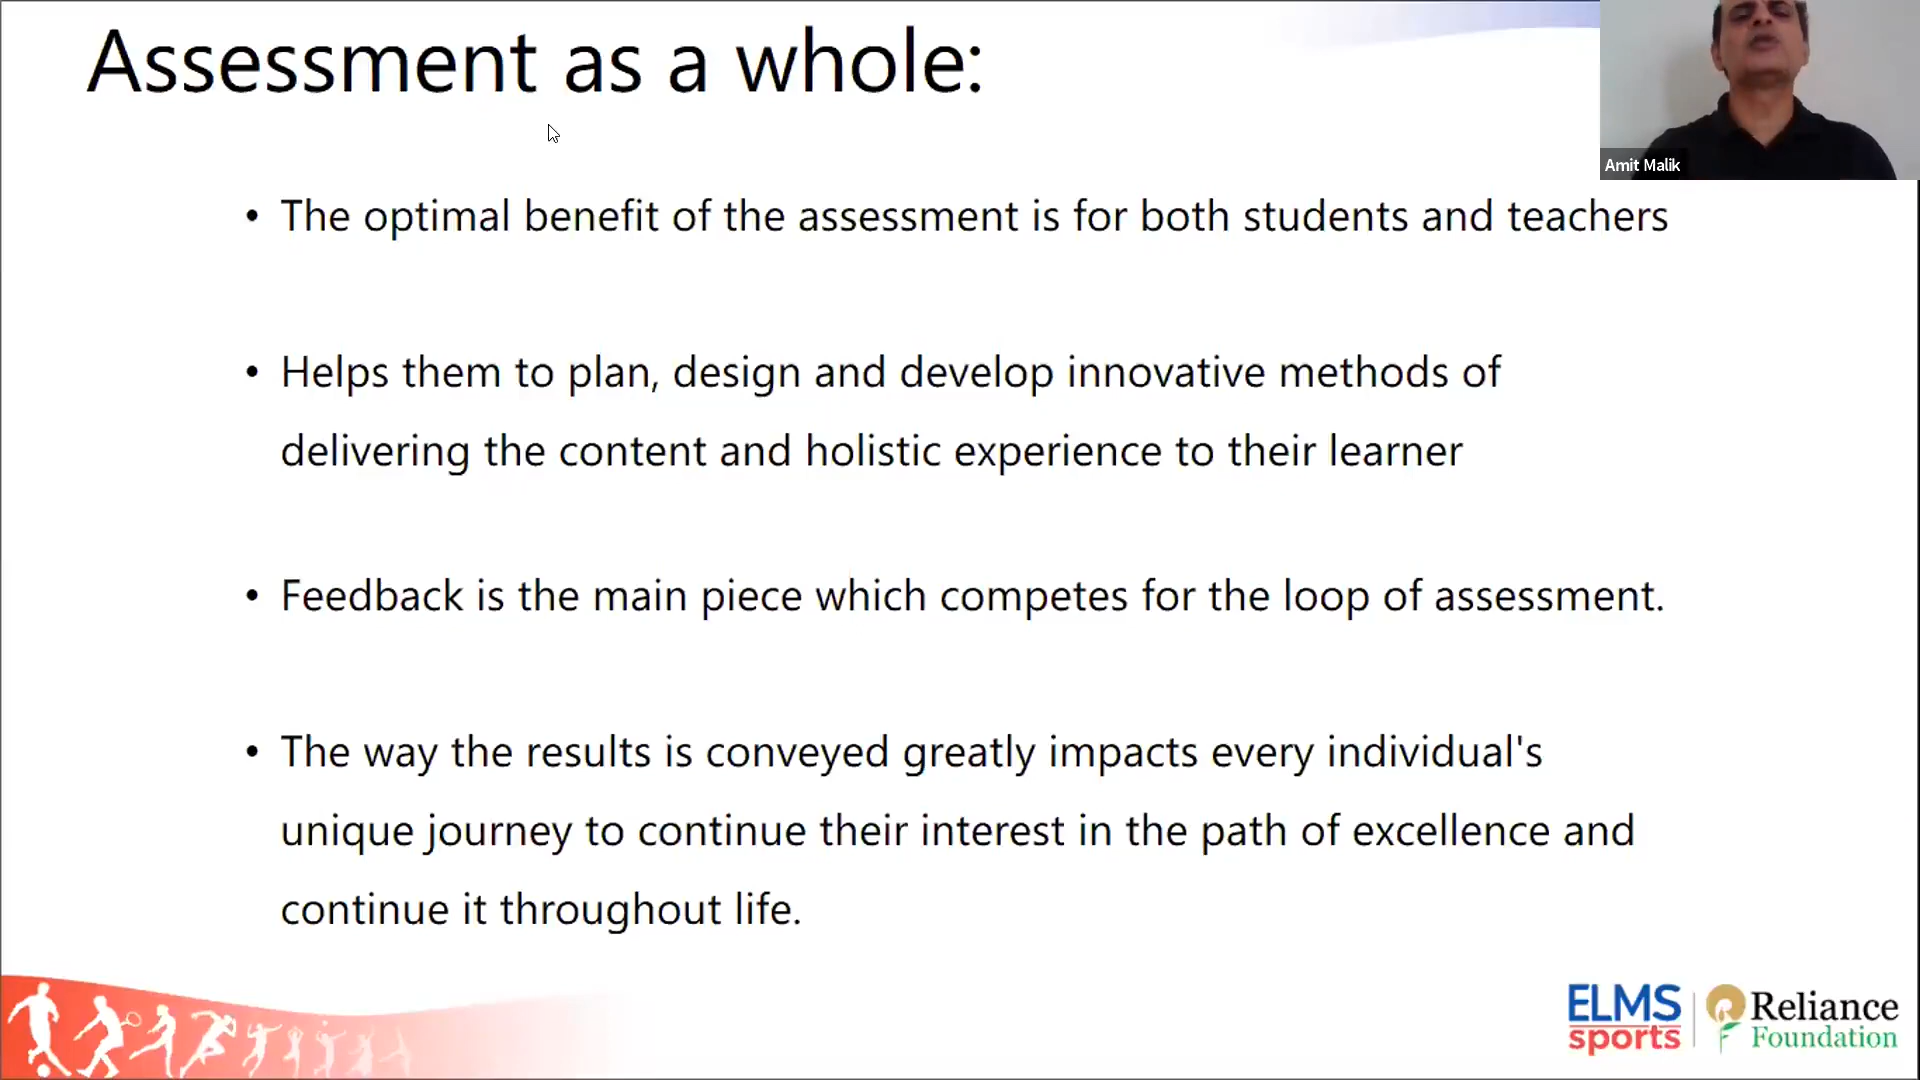 Assessment as a whole:
Amit Malik
• The optimal benefit of the assessment is for both students and teachers
• Helps them to plan, design and develop innovative methods of
delivering the content and holistic experience to their learner
• Feedback is the main piece which competes for the loop of assessment.
• The way the results is conveyed greatly impacts every individual's
unique journey to continue their interest in the path of excellence and
continue it throughout life.
ELMS
sports
Reliance
Foundation